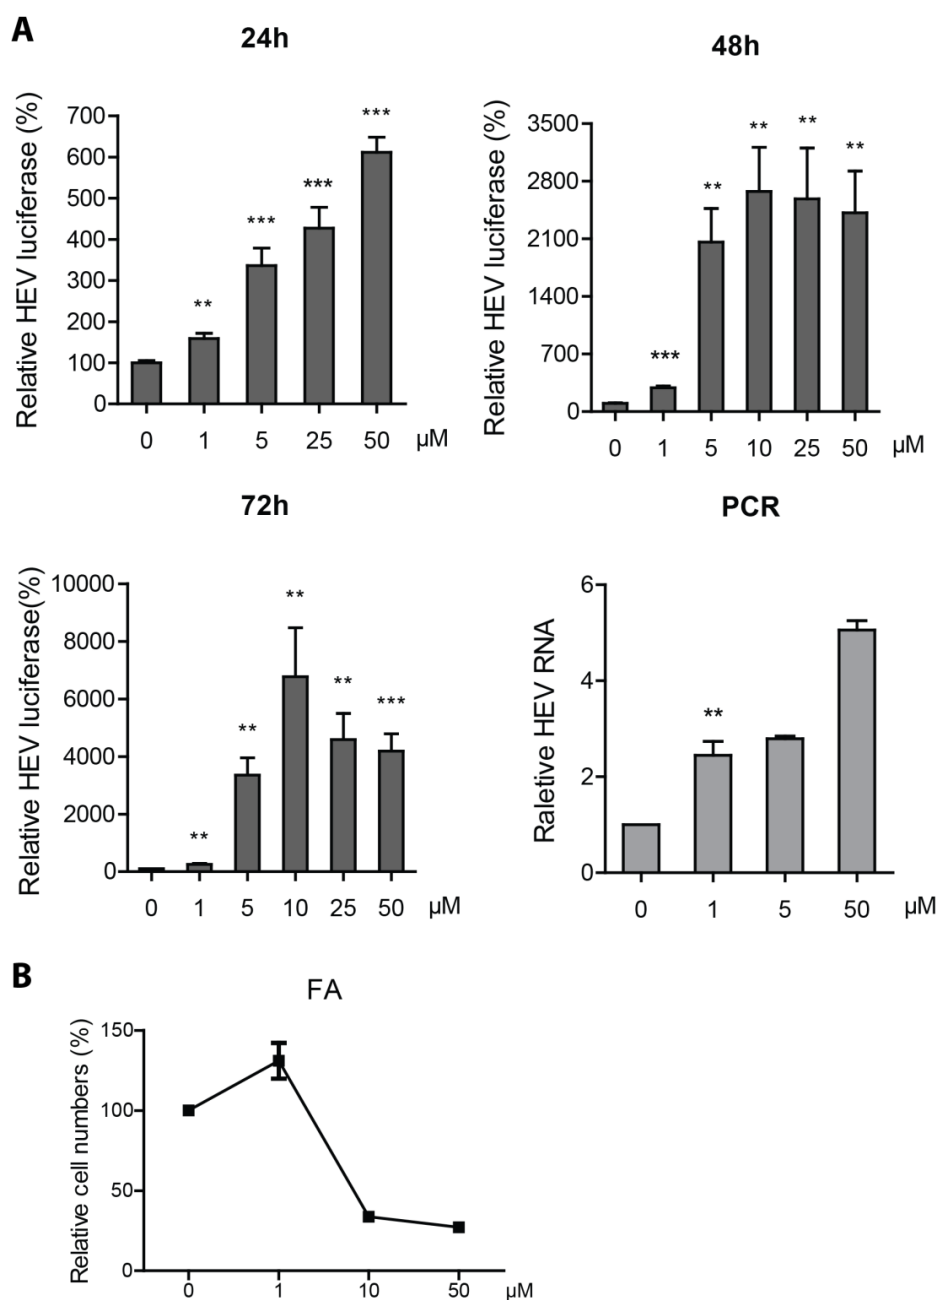 A
24h
Relative HEV luciferase (%)
700
600
500
400
300
200
100
0
** *** *** ***
0 1 5 25 50 µM
48h
Relative HEV luciferase (%)
3500
2800
2100
1400
700
0
*** ** ** ** **
0 1 5 10 25 50 µM
72h
Relative HEV luciferase(%)
10000
8000
6000
4000
2000
0
** ** ** ** ***
0 1 5 10 25 50 µM
PCR
Raletive HEV RNA
6
4
2
0
**
0 1 5 50 µM
B
FA
Relative cell numbers (%)
150
100
50
0
0 1 10 50 µM